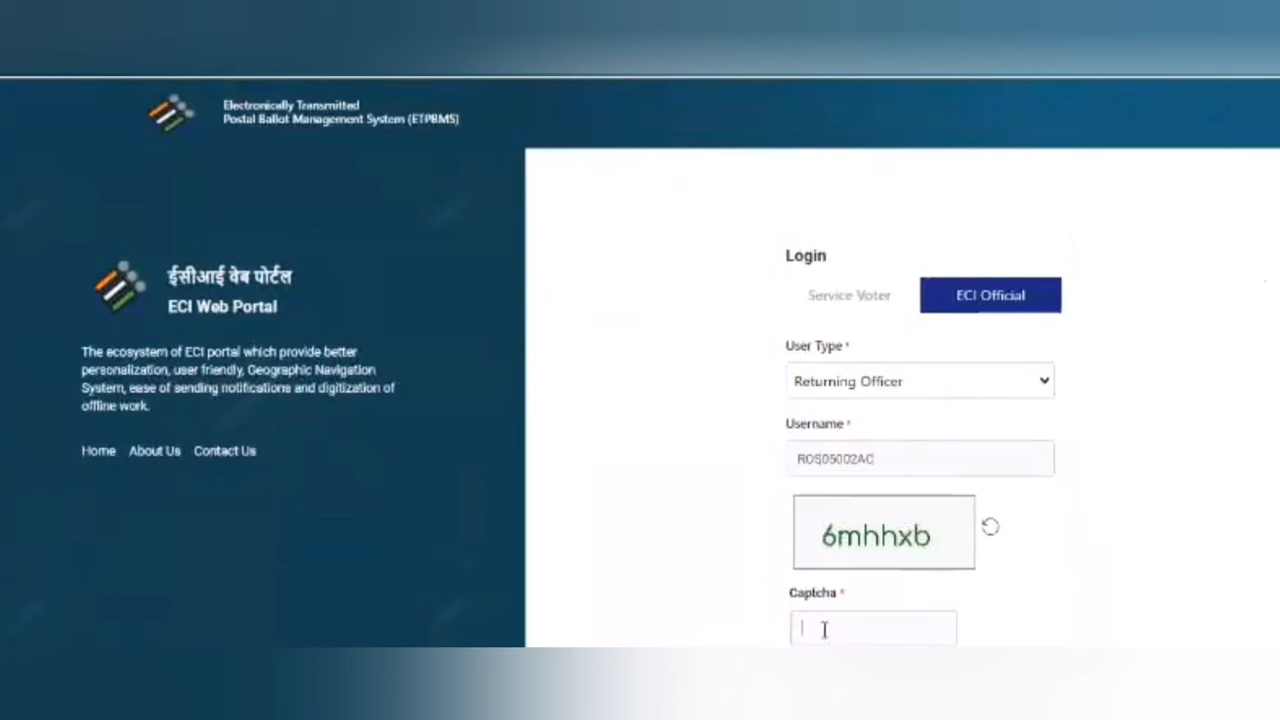 Electronically Transmitted
Postal Ballot Management System (ETPBMS)
ईसीआई वेब पोर्टल
ECI Web Portal
The ecosystem of ECI portal which provide better
personalization, user friendly, Geographic Navigation
System, ease of sending notifications and digitization of
offline work.
Home About Us Contact Us
Login
Service Voter ECI Official
User Type *
Returning Officer
Username *
ROS05002AC
6mhhxb
Captcha *